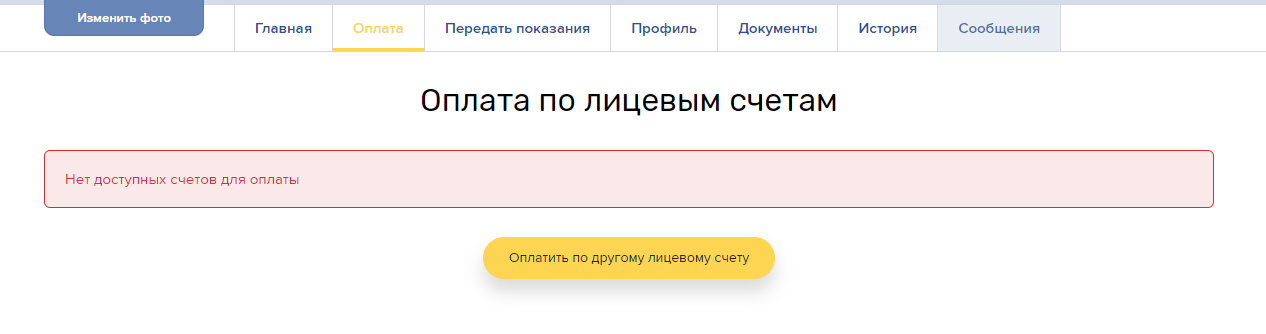 Изменить фото
Главная
Оплата
Передать показания
Профиль
Документы
История
Сообщения
Оплата по лицевым счетам
Нет доступных счетов для оплаты
Оплатить по другому лицевому счету